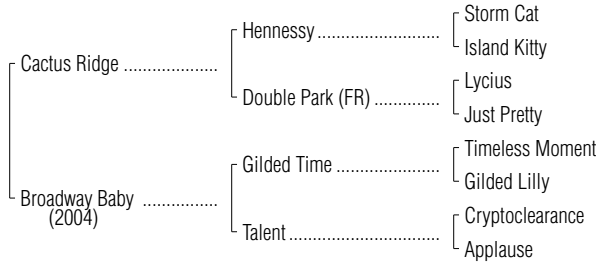 Storm Cat
Hennessy
Island Kitty
Cactus Ridge
Lycius
Double Park (FR)
Just Pretty
Timeless Moment
Gilded Time
Gilded Lilly
Broadway Baby
(2004)
Cryptoclearance
Talent
Applause